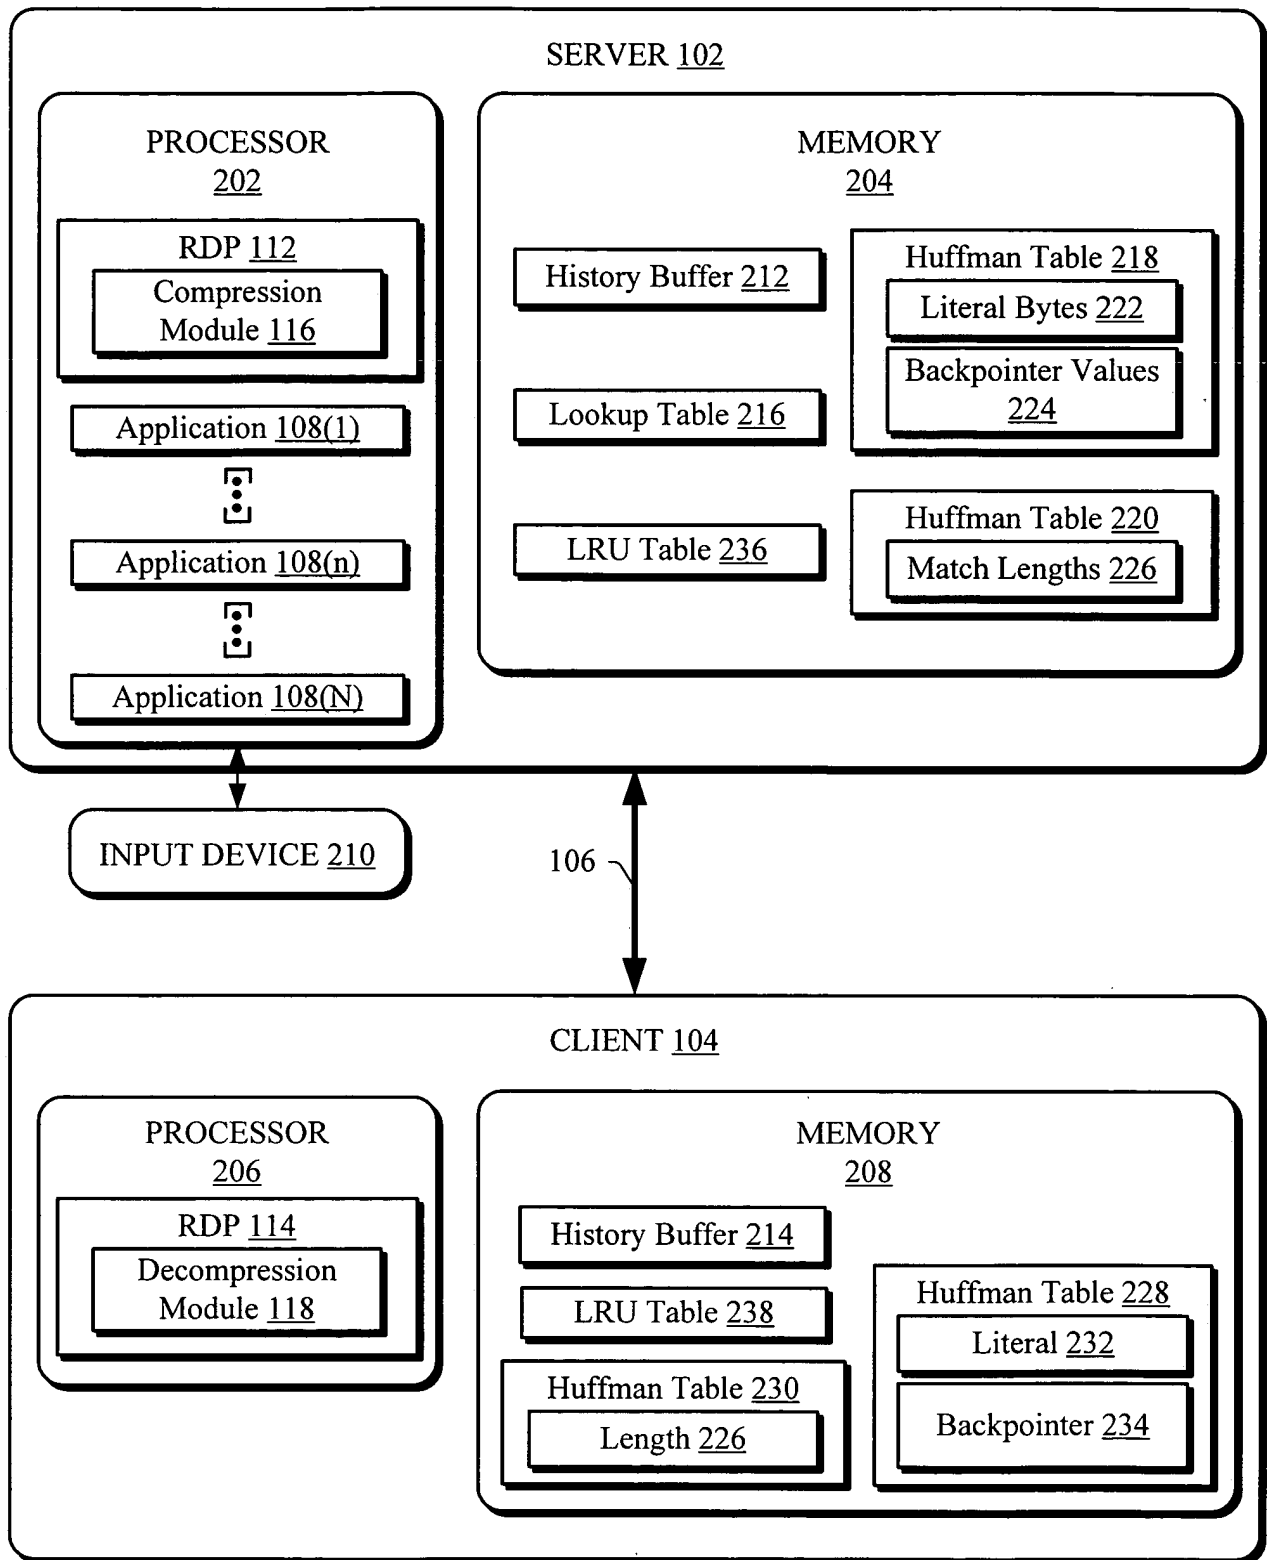 SERVER 102
PROCESSOR
202
RDP 112
Compression
Module 116
Application 108(1)
Application 108(n)
Application 108(N)
MEMORY
204
History Buffer 212
Lookup Table 216
LRU Table 236
Huffman Table 218
Literal Bytes 222
Backpointer Values
224
Huffman Table 220
Match Lengths 226
INPUT DEVICE 210
106
CLIENT 104
PROCESSOR
206
RDP 114
Decompression
Module 118
MEMORY
208
History Buffer 214
LRU Table 238
Huffman Table 230
Length 226
Huffman Table 228
Literal 232
Backpointer 234